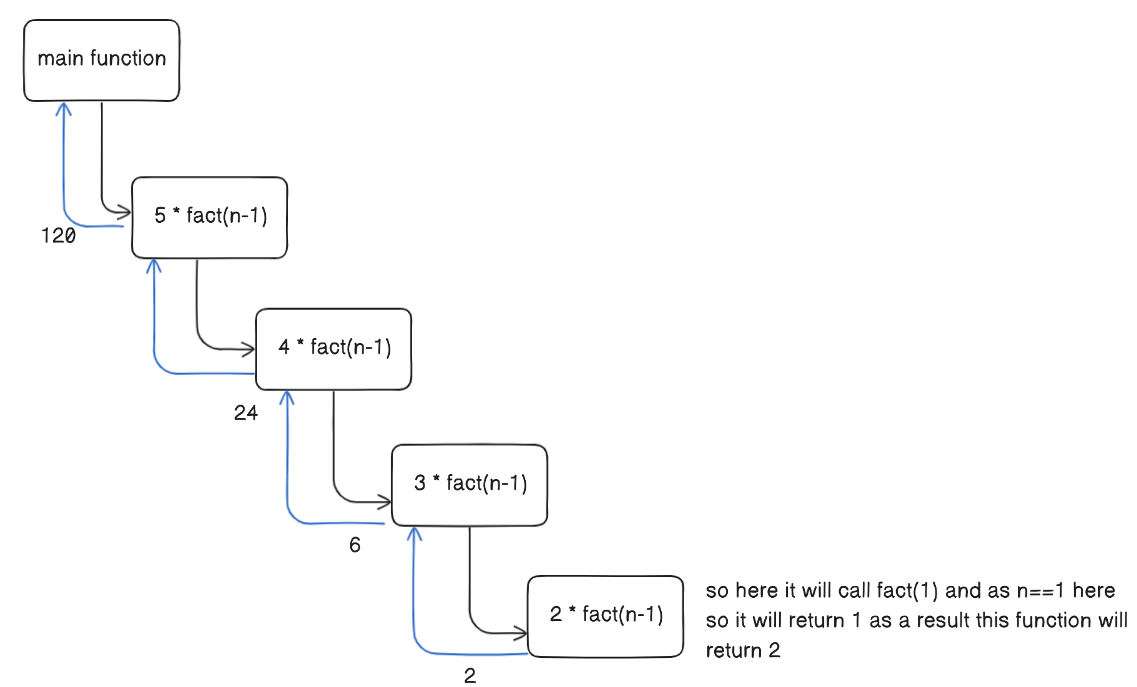 main function
120
5 * fact(n-1)
4 * fact(n-1)
24
3 * fact(n-1)
6
2 * fact(n-1)
so here it will call fact(1) and as n==1 here
so it will return 1 as a result this function will
return 2
2